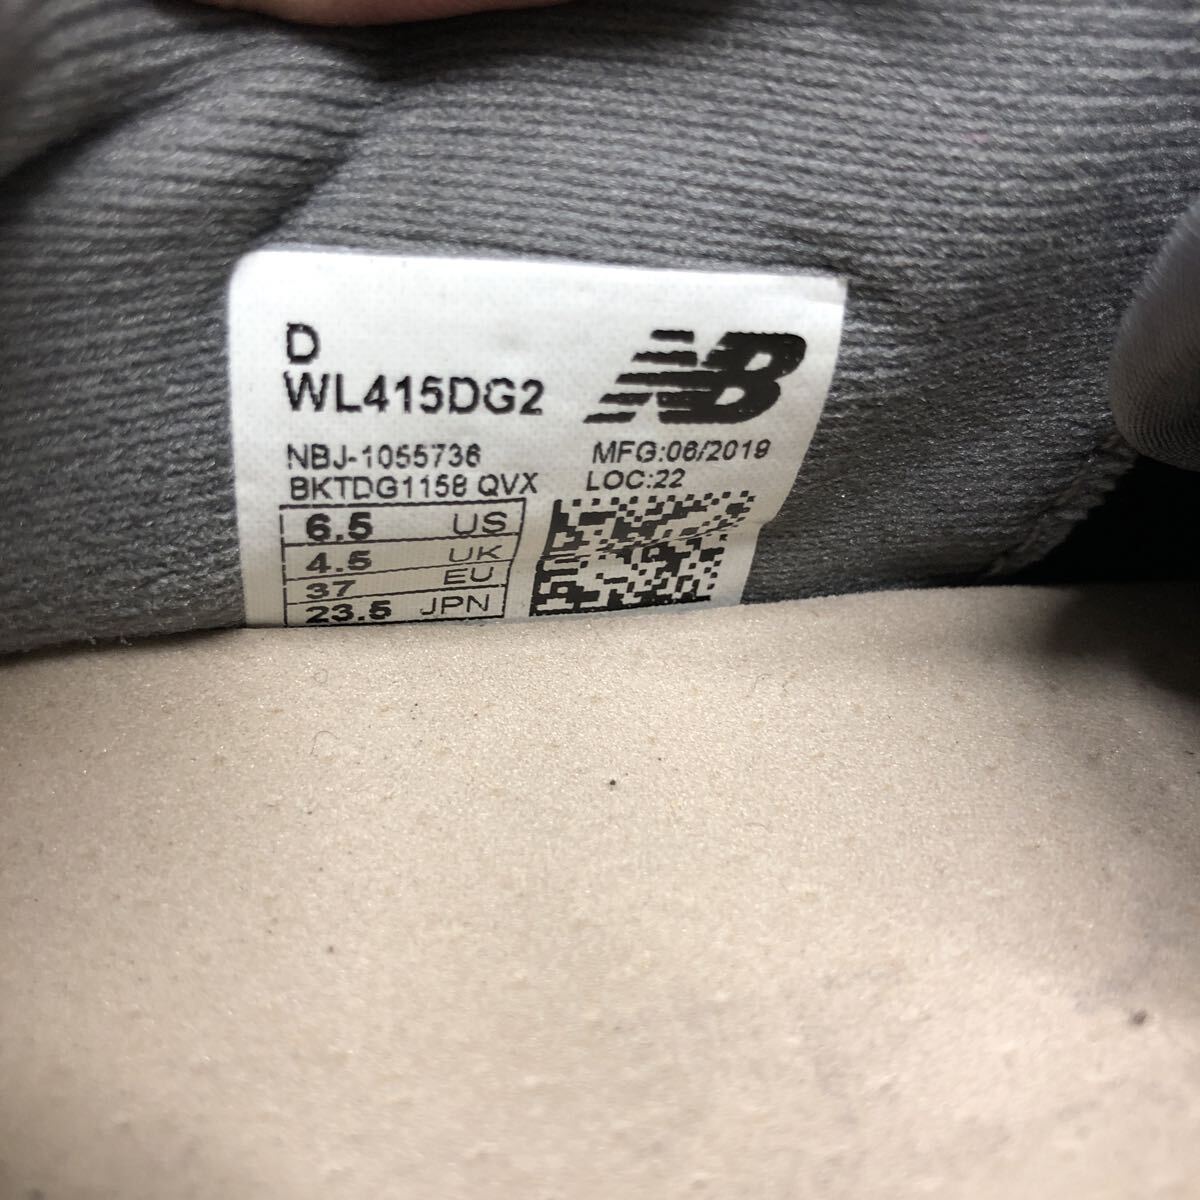 D
WL415DG2
NB
NBJ-1055736
MFG:06/2019
BKTDG1158 QVX
LOC:22
6.5 US
4.5 UK
37 EU
23.5 JPN